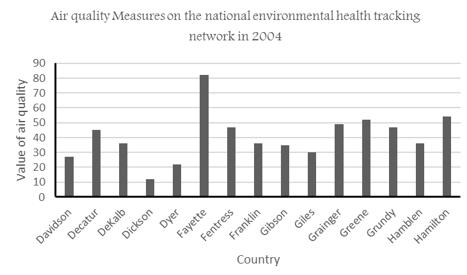 Air quality Measures on the national environmental health tracking
network in 2004
Value of air quality
90
80
70
60
50
40
30
20
10
0
Davidson
Decatur
DeKalb
Dickson
Dyer
Fayette
Fentress
Franklin
Gibson
Giles
Grainger
Greene
Grundy
Hamblen
Hamilton
Country